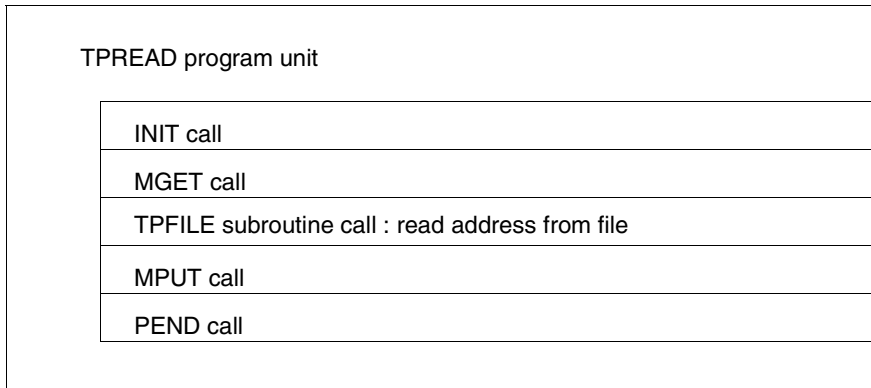 TPREAD program unit
INIT call
MGET call
TPFILE subroutine call : read address from file
MPUT call
PEND call